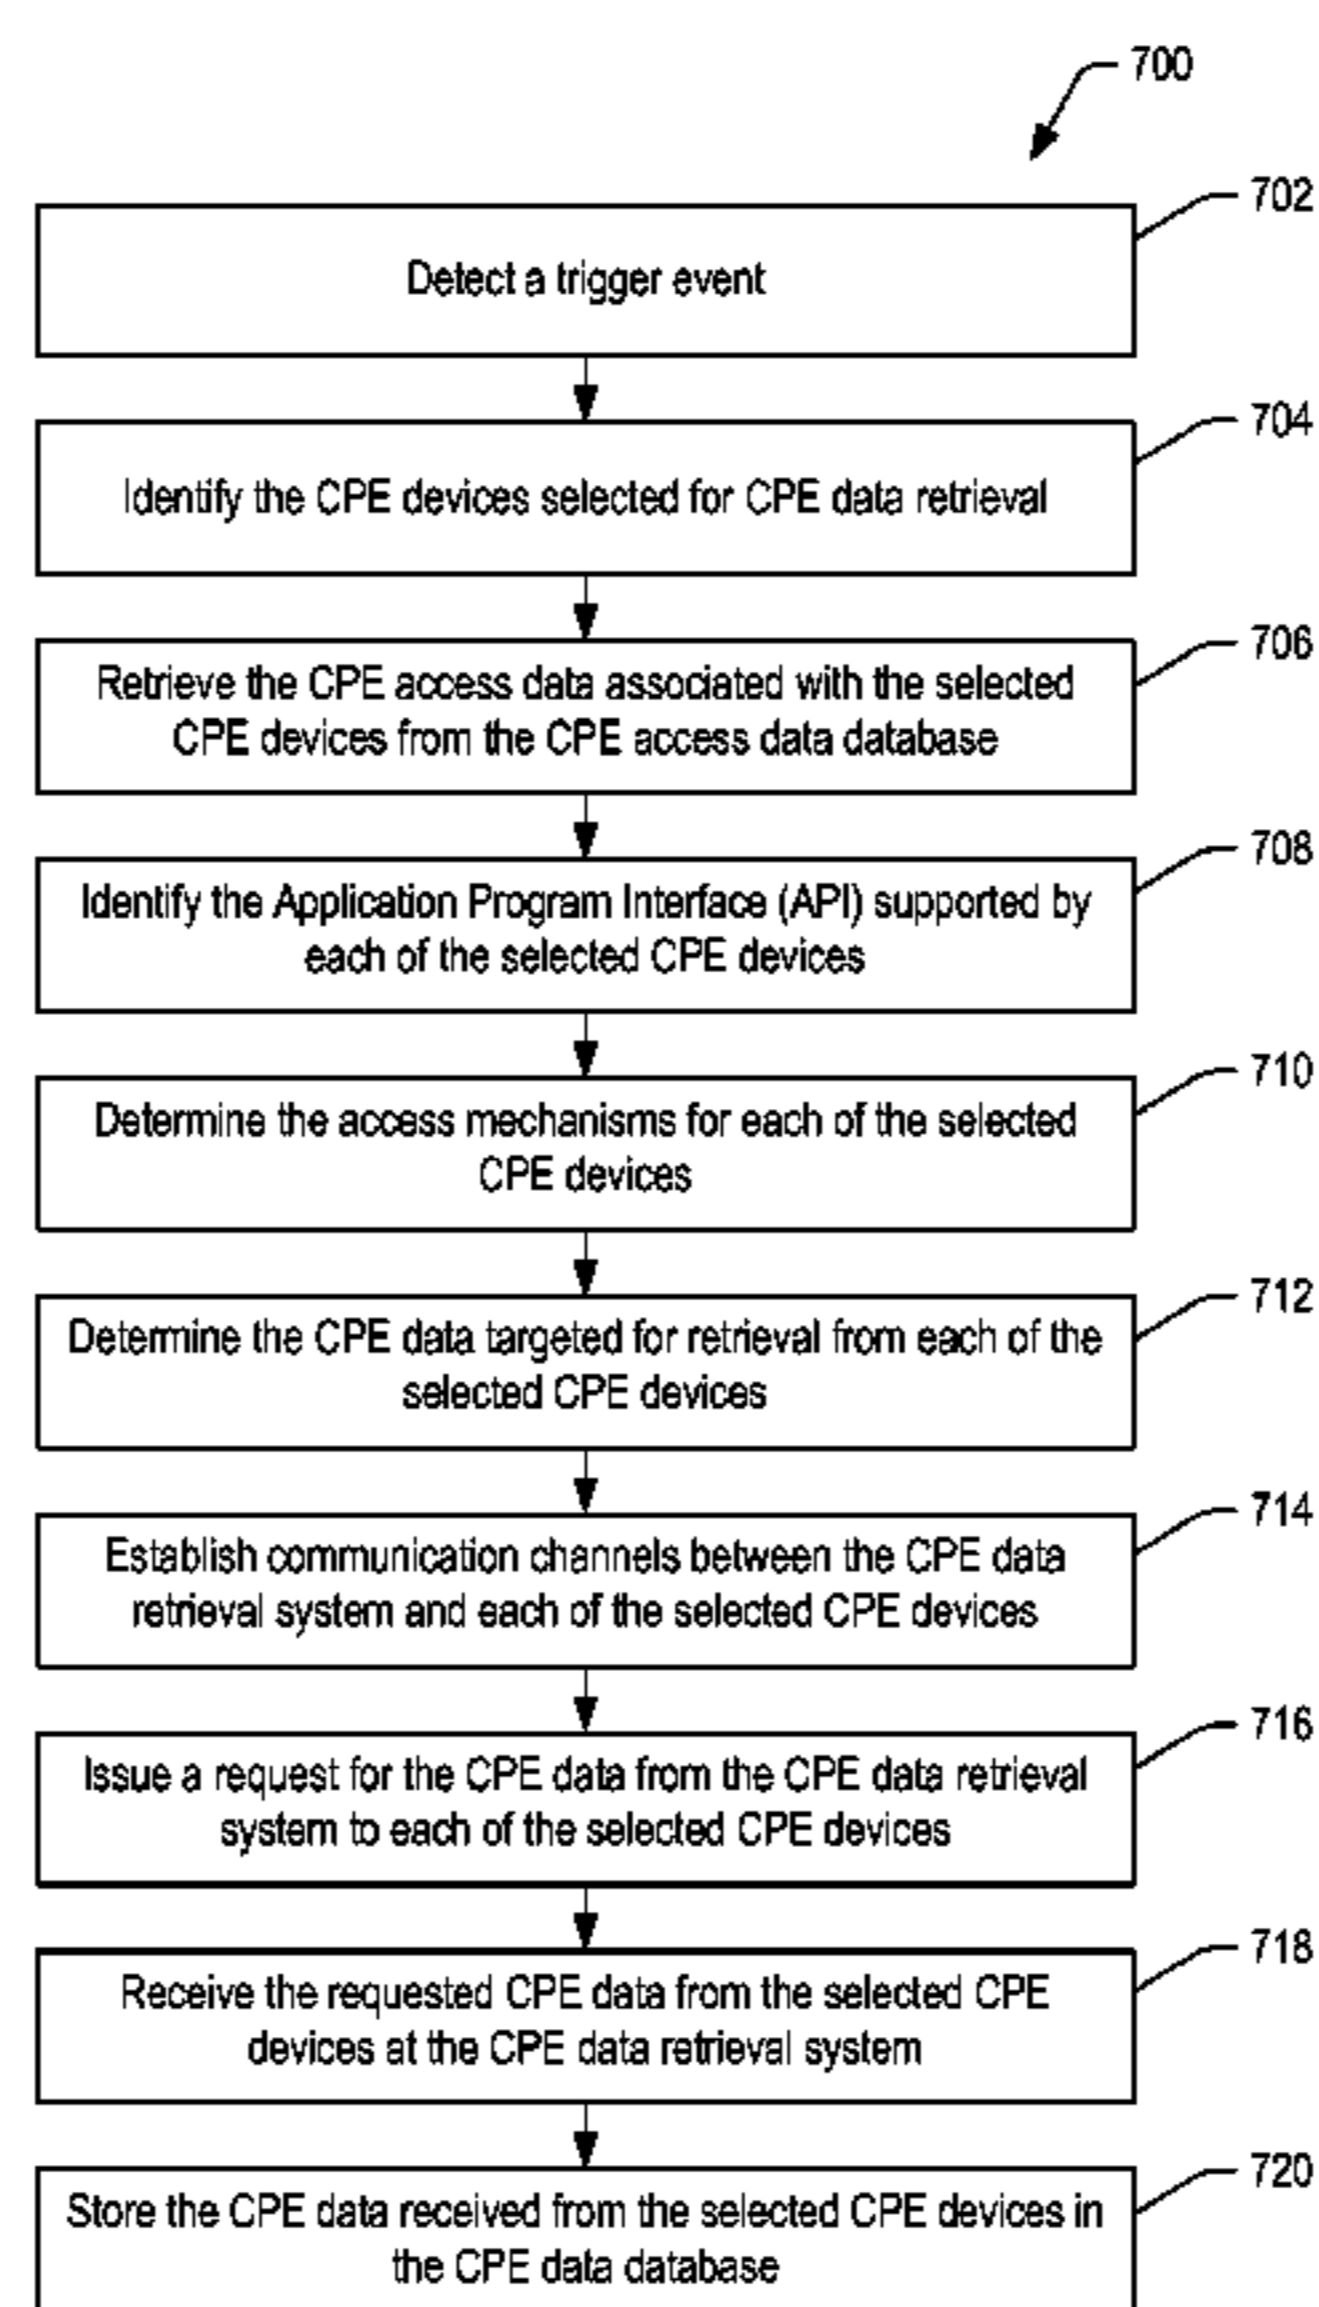 700
702
Detect a trigger event
704
Identify the CPE devices selected for CPE data retrieval
706
Retrieve the CPE access data associated with the selected
CPE devices from the CPE access data database
708
Identify the Application Program Interface (API) supported by
each of the selected CPE devices
710
Determine the access mechanisms for each of the selected
CPE devices
712
Determine the CPE data targeted for retrieval from each of the
selected CPE devices
714
Establish communication channels between the CPE data
retrieval system and each of the selected CPE devices
716
Issue a request for the CPE data from the CPE data retrieval
system to each of the selected CPE devices
718
Receive the requested CPE data from the selected CPE
devices at the CPE data retrieval system
720
Store the CPE data received from the selected CPE devices in
the CPE data database